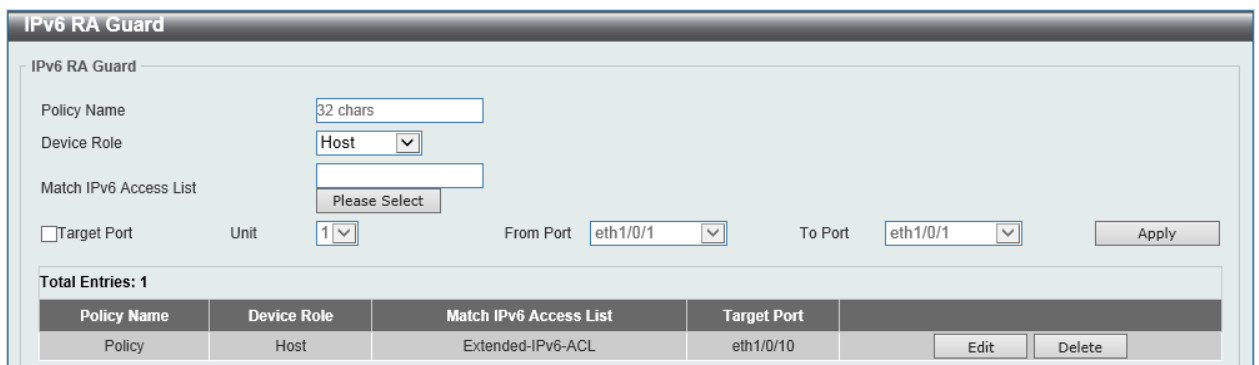 IPv6 RA Guard
IPv6 RA Guard
Policy Name 32 chars
Device Role Host
Match IPv6 Access List
Please Select
Target Port Unit 1 From Port eth1/0/1 To Port eth1/0/1 Apply
Total Entries: 1
Policy Name Device Role Match IPv6 Access List Target Port
Policy Host Extended-IPv6-ACL eth1/0/10 Edit Delete